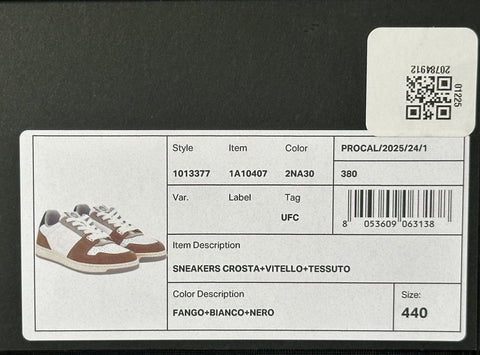 20784912
01225
Style Item Color PROCAL/2025/24/1
1013377 1A10407 2NA30 380
Var. Label Tag
UFC
8 053609 063138
Item Description
SNEAKERS CROSTA+VITELLO+TESSUTO
Color Description Size:
FANGO+BIANCO+NERO 440